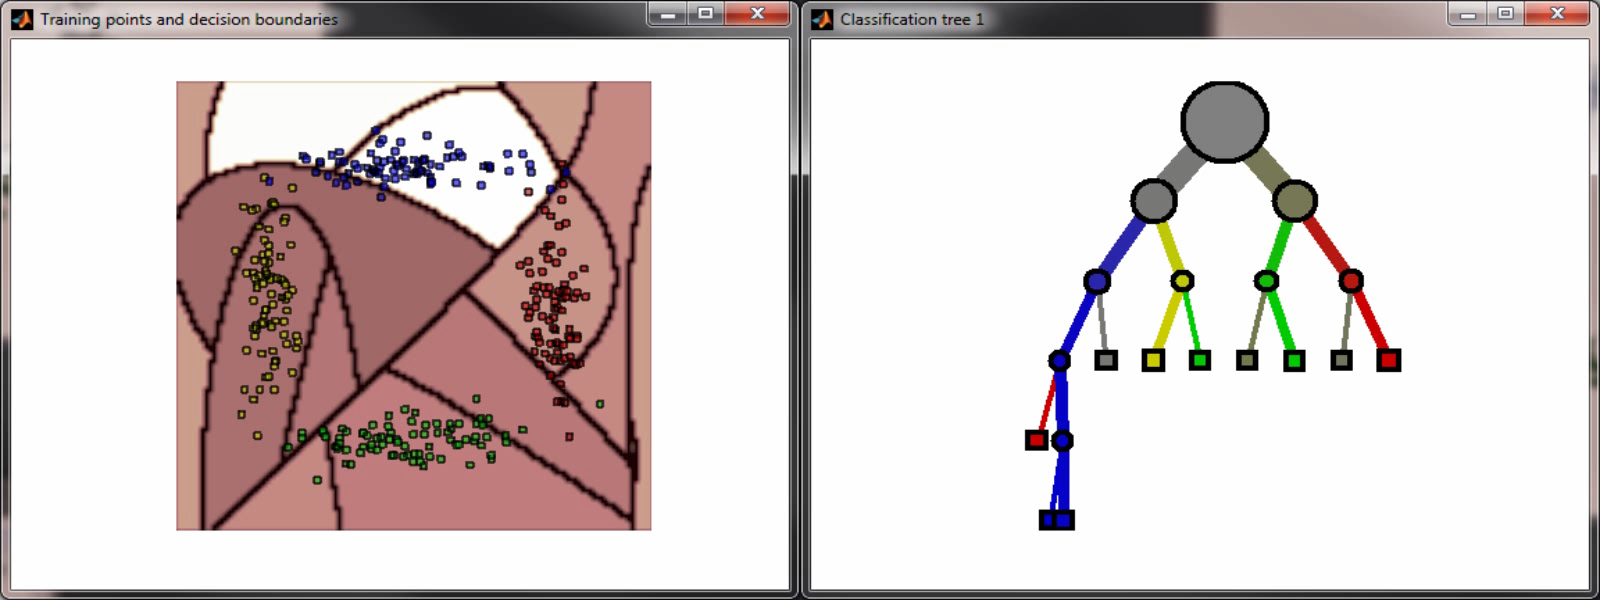 Training points and decision boundaries
Classification tree 1